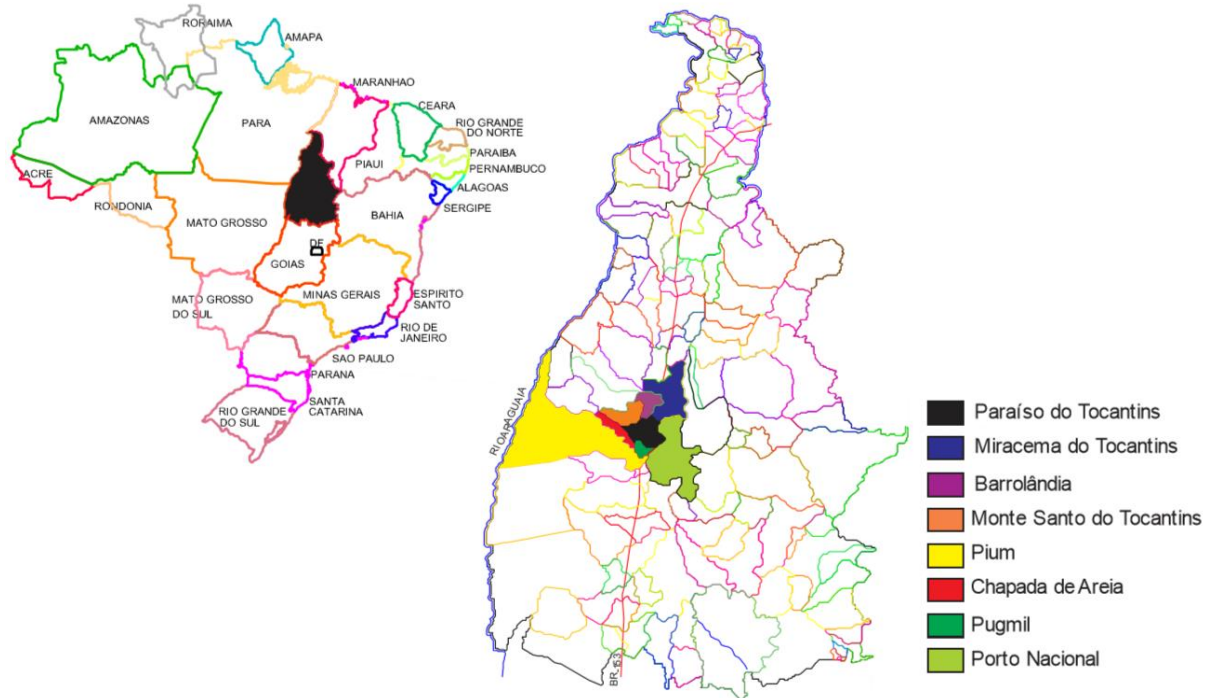 RORAIMA
AMAPA
MARANHAO
CEARA
RIO GRANDE
DO NORTE
AMAZONAS
PARA
PARAIBA
PIAUI
PERNAMBUCO
ACRE
ALAGOAS
RONDONIA
SERGIPE
MATO GROSSO
BAHIA
DF
GOIAS
MINAS GERAIS
ESPIRITO
SANTO
MATO GROSSO
DO SUL
RIO DE
JANEIRO
SAO PAULO
PARANA
SANTA
CATARINA
RIO GRANDE
DO SUL
RIO ARAGUAIA
BR_153
Paraíso do Tocantins
Miracema do Tocantins
Barrolândia
Monte Santo do Tocantins
Pium
Chapada de Areia
Pugmil
Porto Nacional